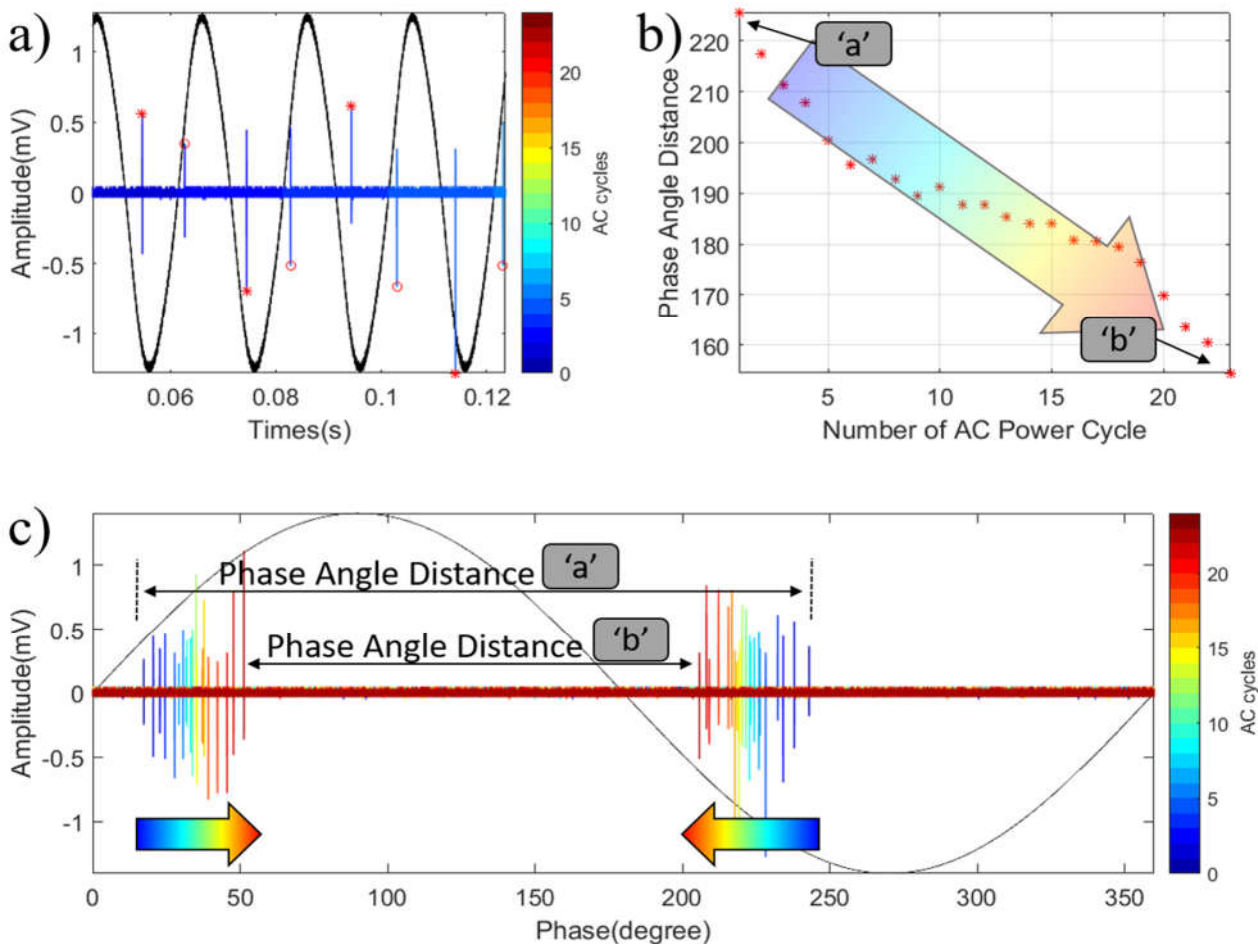 a)
Amplitude(mV)
1
0.5
0
-0.5
-1
0.06
0.08
0.1
0.12
Times(s)
20
15
10
5
0
AC cycles
b)
Phase Angle Distance
220
210
200
190
180
170
160
5
10
15
20
Number of AC Power Cycle
'a'
'b'
c)
Amplitude(mV)
1
0.5
0
-0.5
-1
Phase Angle Distance 'a'
Phase Angle Distance 'b'
0
50
100
150
200
250
300
350
Phase(degree)
20
15
10
5
0
AC cycles